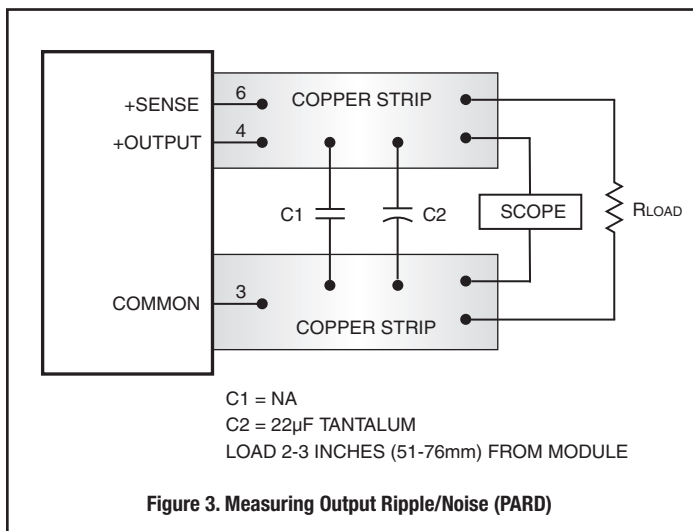 6
+SENSE
COPPER STRIP
4
+OUTPUT
C1
C2
SCOPE
RLOAD
3
COMMON
COPPER STRIP
C1 = NA
C2 = 22µF TANTALUM
LOAD 2-3 INCHES (51-76mm) FROM MODULE
Figure 3. Measuring Output Ripple/Noise (PARD)